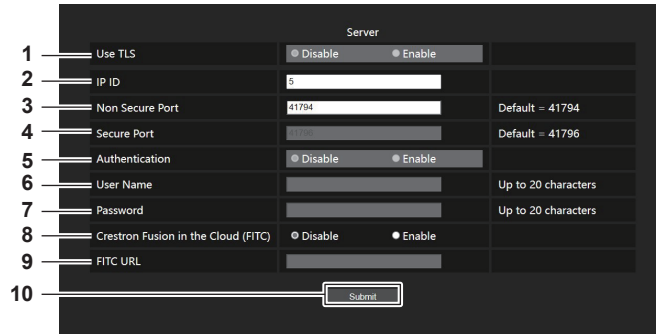 Server
1 Use TLS Disable Enable
2 IP ID 5
3 Non Secure Port 41794 Default = 41794
4 Secure Port 41796 Default = 41796
5 Authentication Disable Enable
6 User Name Up to 20 characters
7 Password Up to 20 characters
8 Crestron Fusion in the Cloud (FITC) Disable Enable
9 FITC URL
10 Submit